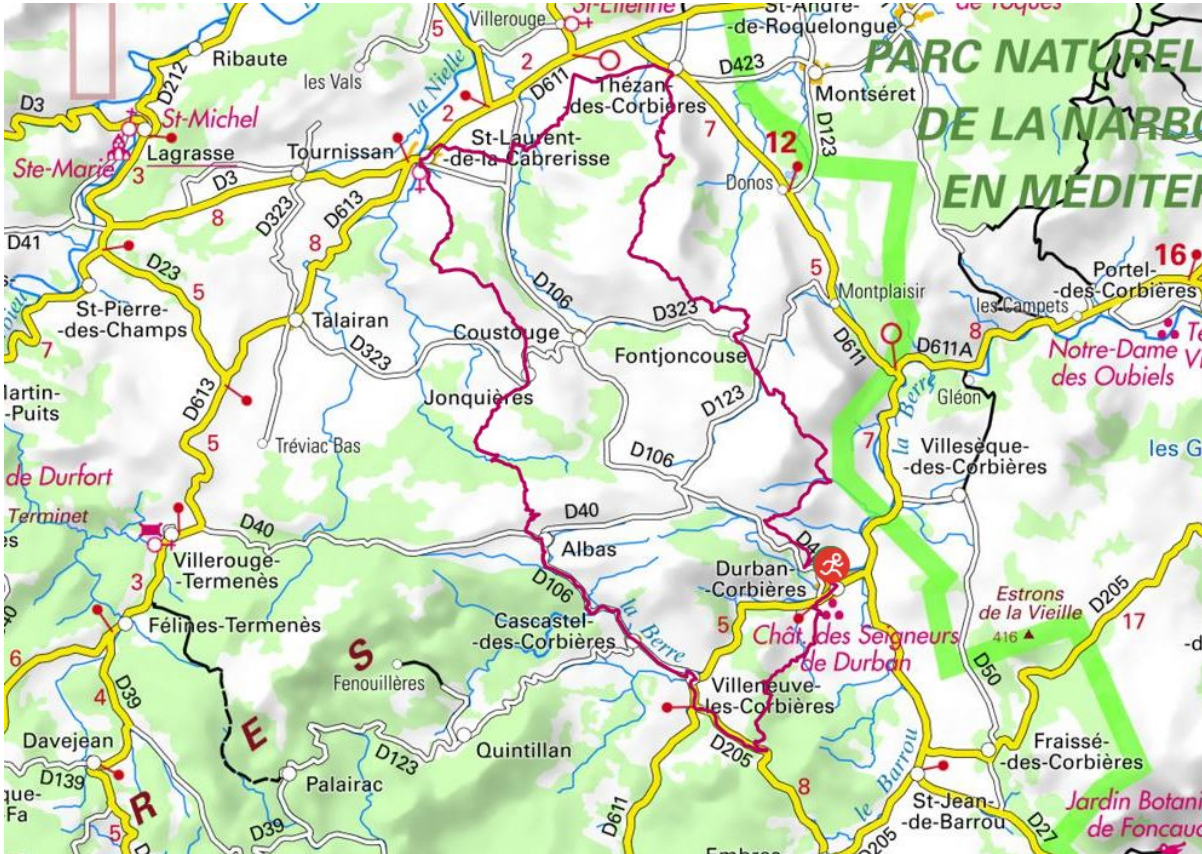 St-Etienne
Villerouge
St-André-
-de-Roquelongue
de Toques
5
Ribaute
la Nielle
2
D611
D423
les Vals
Thézan
-des-Corbières
Montséret
PARC NATUREL
DE LA NARBO
EN MÉDITER
D3
D212
St-Michel
Ste-Marie
Lagrasse
3
Tournissan
2
St-Laurent-
-de-la-Cabrerisse
7
12
D123
Donos
D3
8
D323
D613
8
D41
D23
5
St-Pierre-
-des-Champs
7
Talairan
D323
D106
Coustouge
D323
Fontjoncouse
5
Montplaisir
D611
16
Portel-
-des-Corbières
les Campets
8
D611A
Notre-Dame
des Oubiels
Gléon
la Berre
Jonquières
D123
D613
5
Martin-
-Puits
Tréviac Bas
D106
7
Villesèque-
-des-Corbières
les G
de Durfort
Terminet
D40
D40
Albas
Villerouge-
-Termenès
3
Félines-Termenès
6
D106
Cascastel
-des-Corbières
la Berre
Durban-
-Corbières
5
Chât. des Seigneurs
de Durban
9
Estrons
de la Vieille
416
D205
17
D50
S
E
R
Fenouillères
Villeneuve-
-les-Corbières
D205
Quintillan
D123
Palairac
4
D39
Davejean
D139
5
D39
D611
8
le Barrou
St-Jean-
-de-Barrou
D205
D27
Fraissé-
-des-Corbières
Jardin Botani
de Foncaud